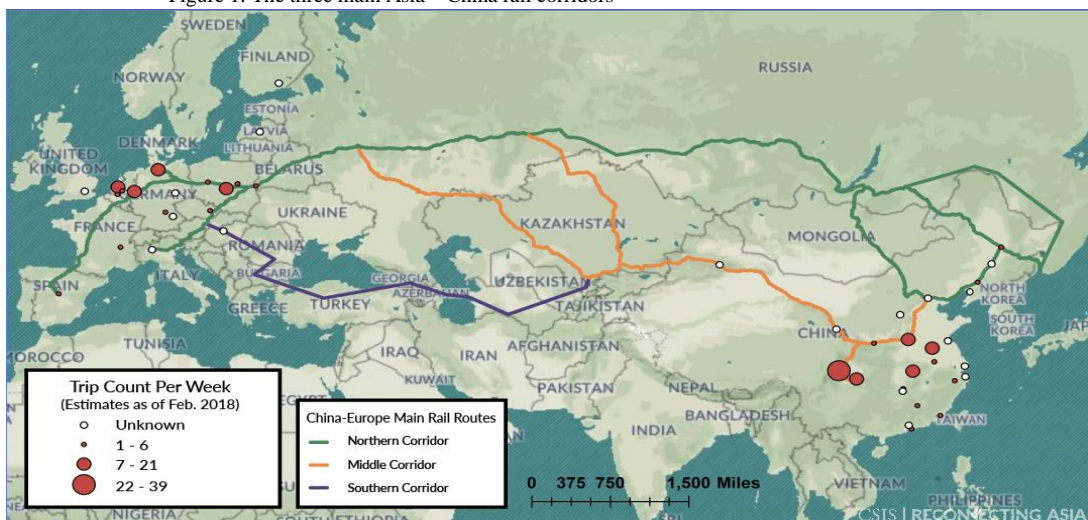 Figure 1: The three main Asia – China rail corridors
SWEDEN
FINLAND
NORWAY
RUSSIA
ESTONIA
LATVIA
DENMARK
LITHUANIA
UNITED
KINGDOM
BELARUS
GERMANY
UKRAINE
FRANCE
KAZAKHSTAN
MONGOLIA
ROMANIA
ITALY
BULGARIA
GEORGIA
SPAIN
UZBEKISTAN
NORTH
KOREA
GREECE
TURKEY
AZERBAIJAN
TAJIKISTAN
SOUTH
KOREA
CHINA
JAP
TUNISIA
MOROCCO
IRAQ
IRAN
AFGHANISTAN
KUWAIT
PAKISTAN
NEPAL
BANGLADESH
TAIWAN
INDIA
VIETNAM
PHILIPPINES
NIGERIA
Trip Count Per Week
(Estimates as of Feb. 2018)
Unknown
1 - 6
7 - 21
22 - 39
China-Europe Main Rail Routes
Northern Corridor
Middle Corridor
Southern Corridor
0 375 750 1,500 Miles
CSIS | RECONNECTING ASIA